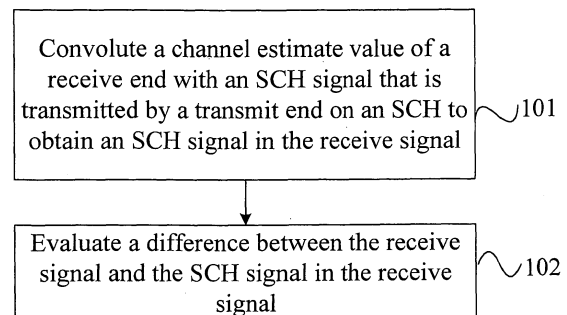 Convolute a channel estimate value of a
receive end with an SCH signal that is
transmitted by a transmit end on an SCH to
obtain an SCH signal in the receive signal
101
Evaluate a difference between the receive
signal and the SCH signal in the receive
signal
102